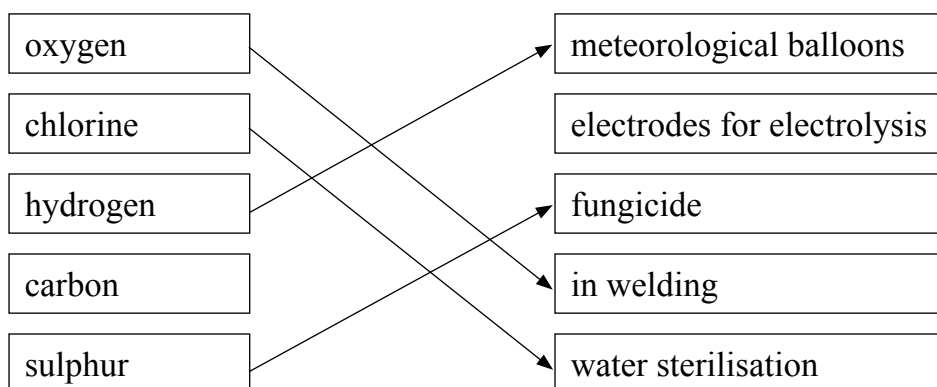 oxygen
chlorine
hydrogen
carbon
sulphur
meteorological balloons
electrodes for electrolysis
fungicide
in welding
water sterilisation